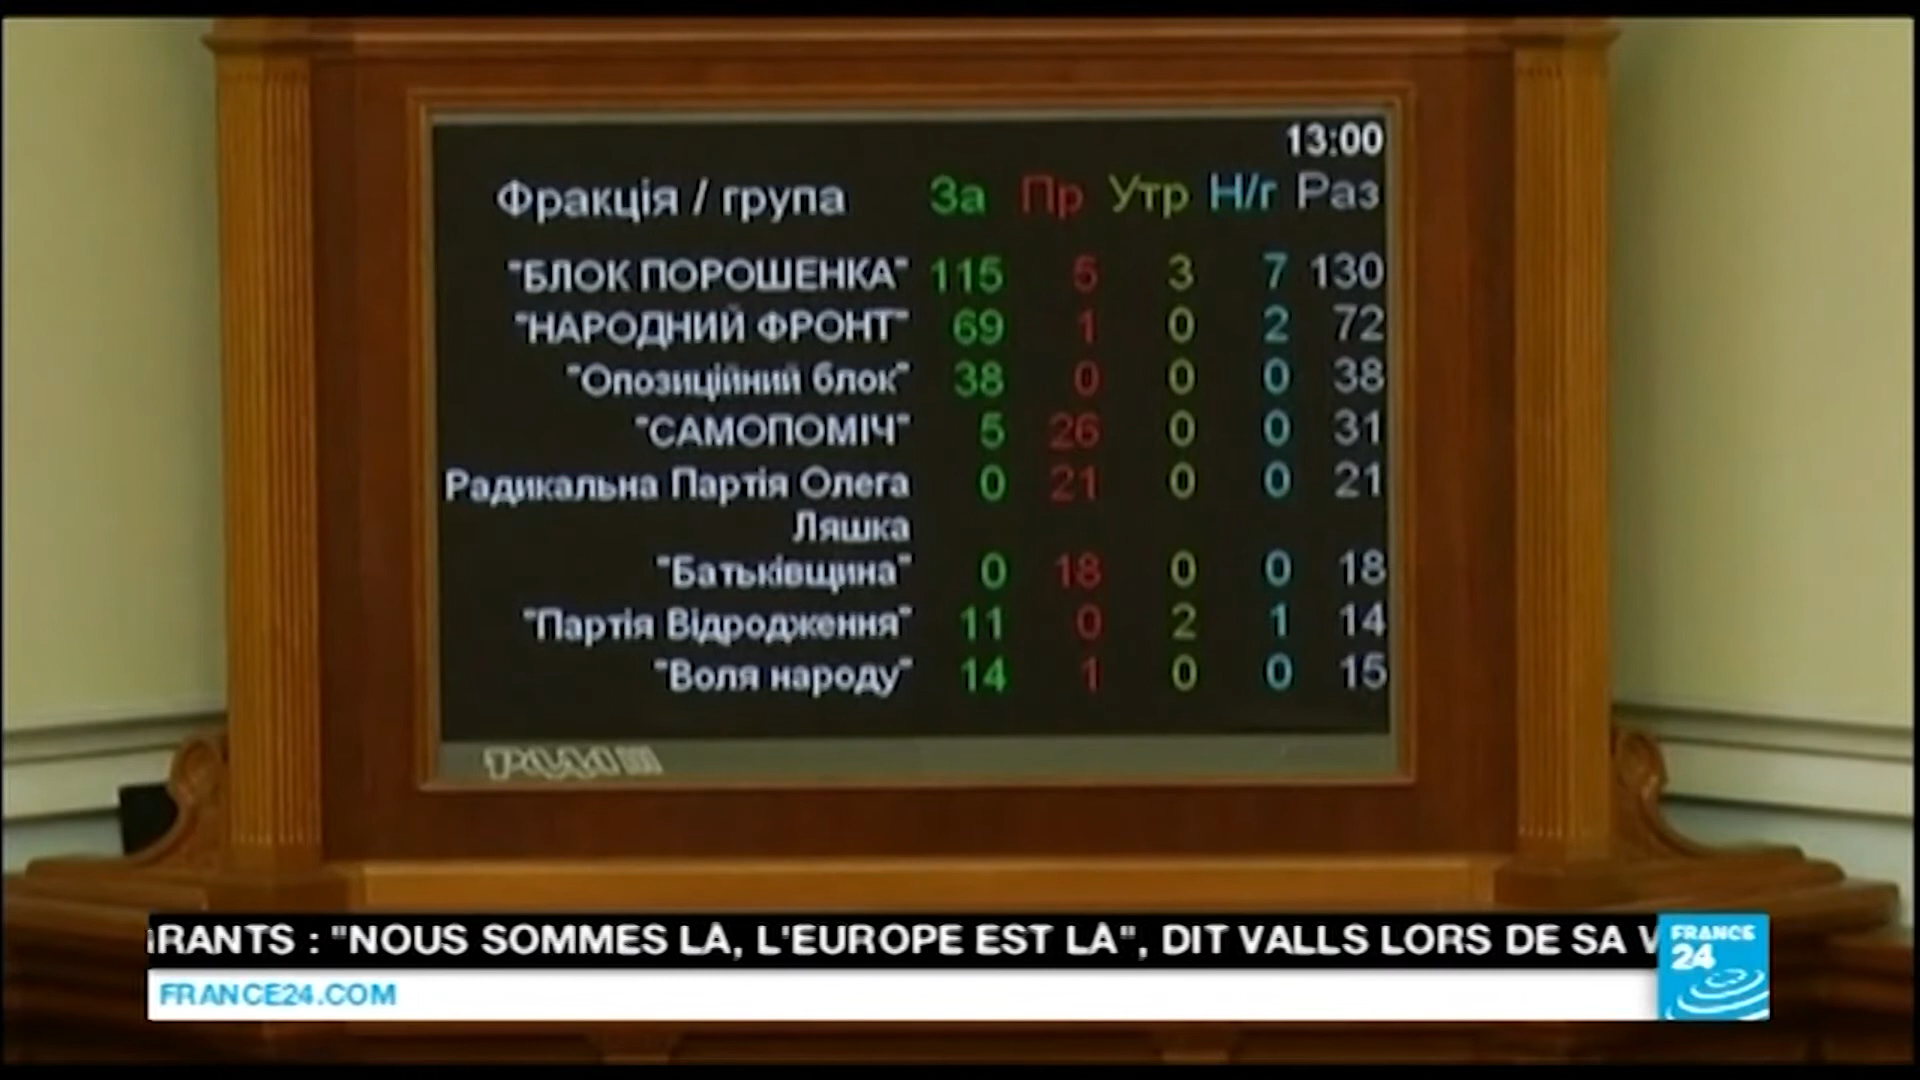 13:00
Фракція / група За Пр Утр Н/г Раз
"БЛОК ПОРОШЕНКА" 115 5 3 7 130
"НАРОДНИЙ ФРОНТ" 69 1 0 2 72
"Опозиційний блок" 38 0 0 0 38
"САМОПОМІЧ" 5 26 0 0 31
Радикальна Партія Олега 0 21 0 0 21
Ляшка
"Батьківщина" 0 18 0 0 18
"Партія Відродження" 11 0 2 1 14
"Воля народу" 14 1 0 0 15
GRANTS : "NOUS SOMMES LÀ, L'EUROPE EST LÀ", DIT VALLS LORS DE SA V
FRANCE
24
FRANCE24.COM